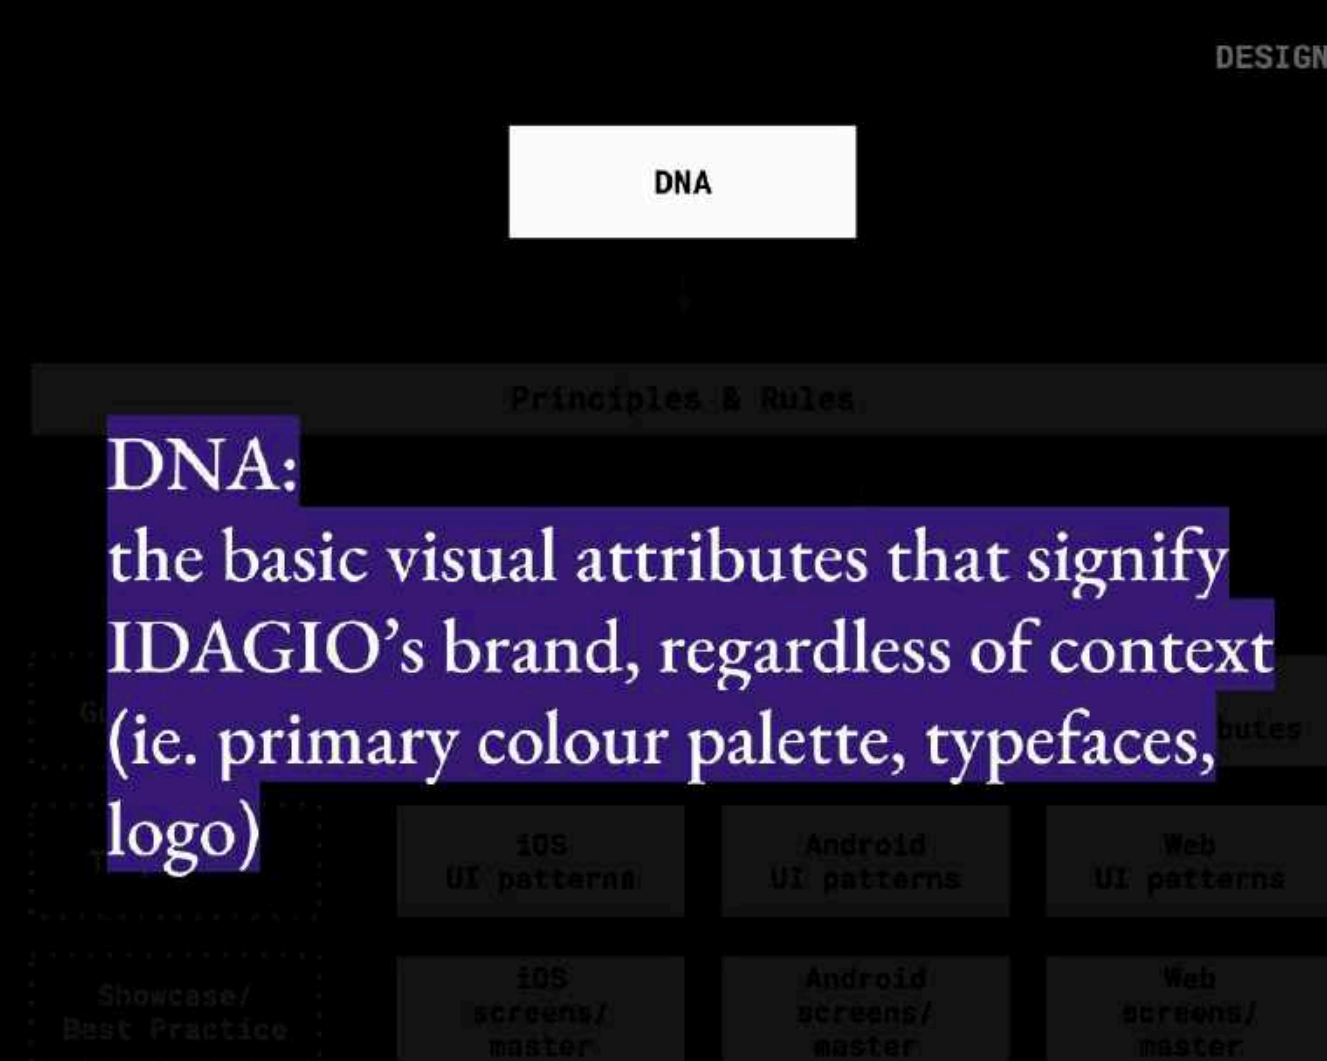 DESIGN
DNA
Principles & Rules
DNA:
the basic visual attributes that signify
IDAGIO’s brand, regardless of context
(ie. primary colour palette, typefaces,
logo)
iOS
UI patterns
Android
UI patterns
Web
UI patterns
Showcase/
Best Practice
iOS
screens/
master
Android
screens/
master
Web
screens/
master